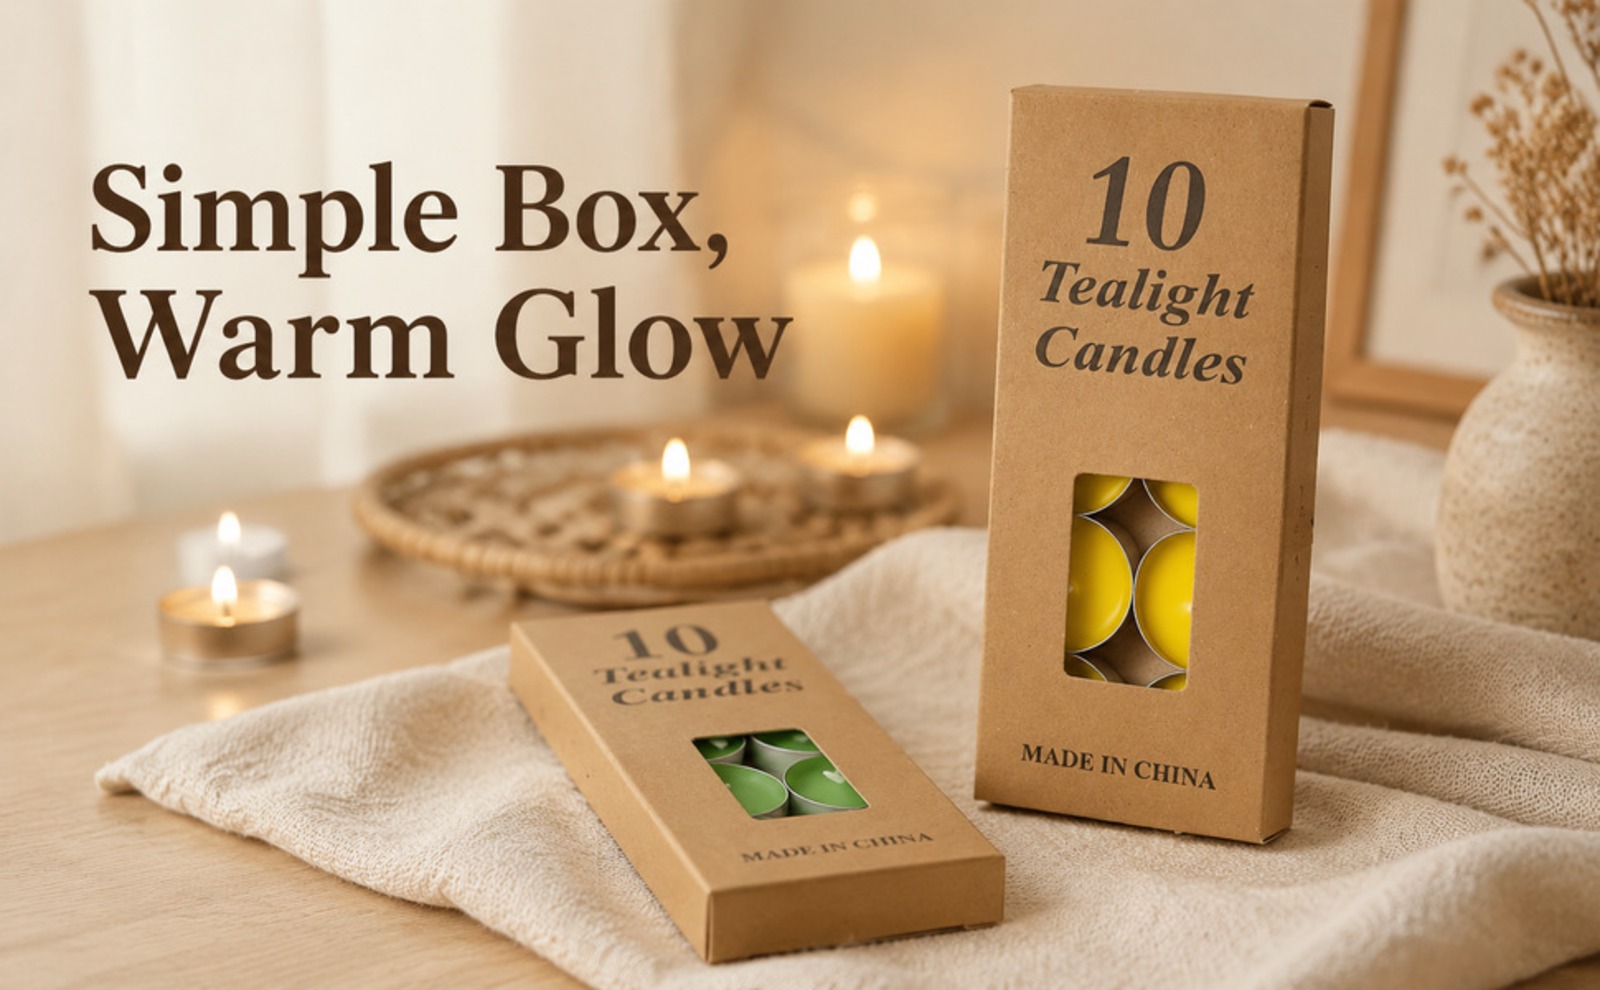 Simple Box,
Warm Glow
10
Tealight
Candles
MADE IN CHINA
10
Tealight
Candles
MADE IN CHINA